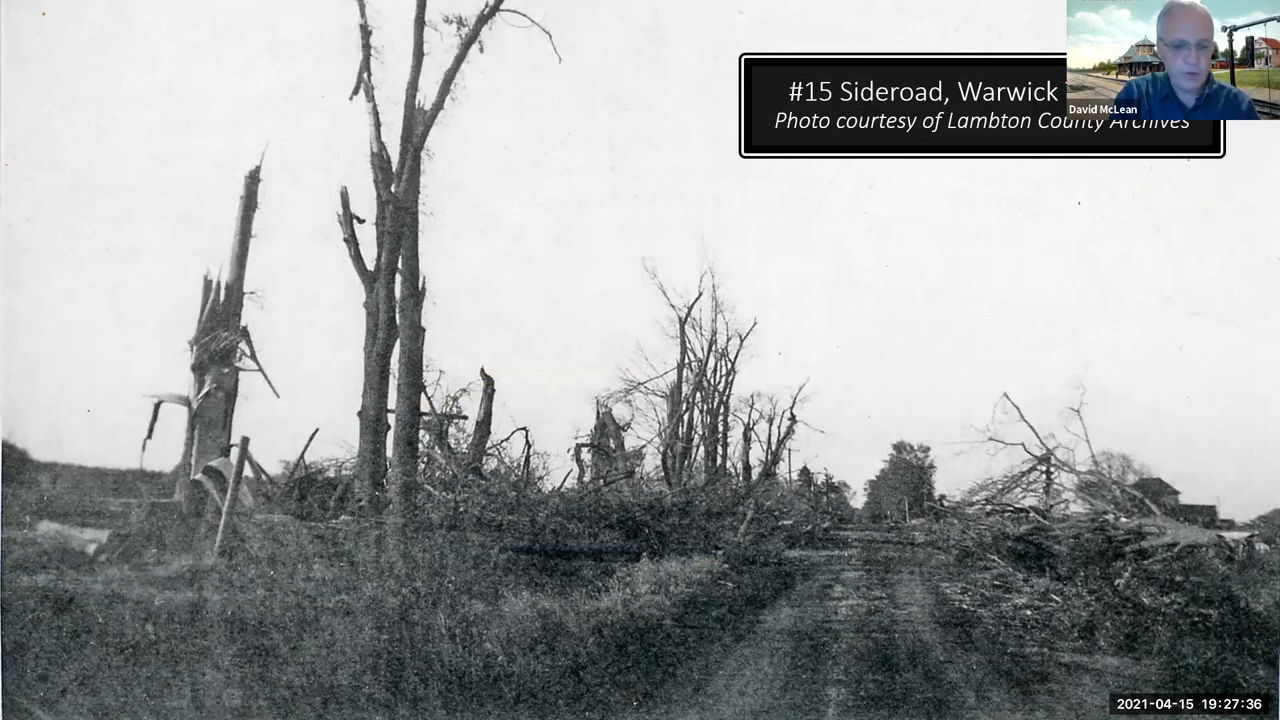 #15 Sideroad, Warwick
Photo courtesy of Lambton County Archives
David McLean
2021-04-15 19:27:36